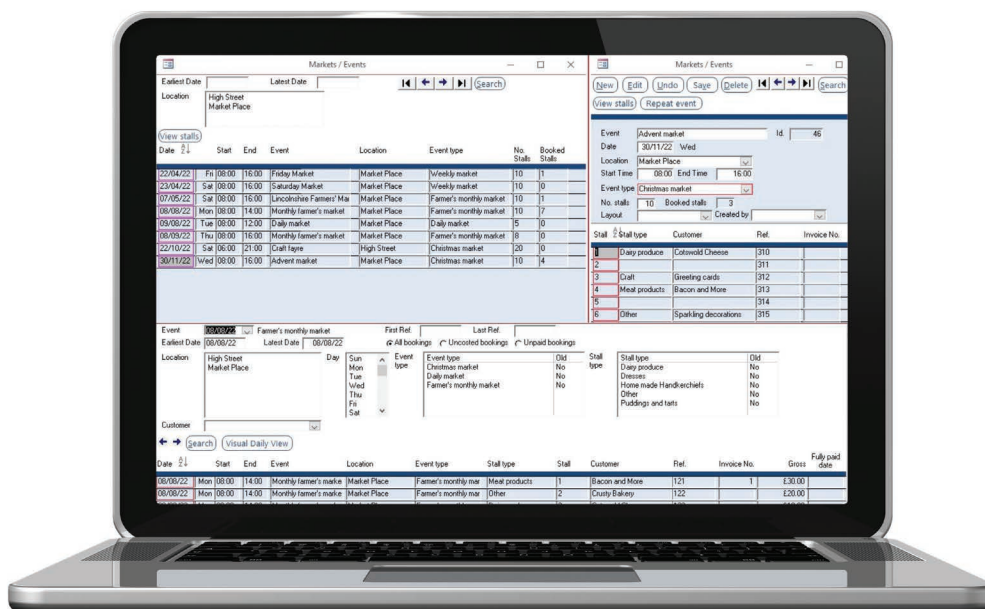 Markets / Events
Earliest Date Latest Date Search
Location High Street
Market Place
View stalls
Date Start End Event Location Event type No. Stalls Booked Stalls
22/04/22 Fri 08:00 16:00 Friday Market Market Place Weekly market 10 1
23/04/22 Sat 08:00 16:00 Saturday Market Market Place Weekly market 10 0
07/05/22 Sat 08:00 16:00 Lincolnshire Farmers' Mar Market Place Farmer's monthly market 10 1
08/08/22 Mon 08:00 14:00 Monthly farmer's market Market Place Farmer's monthly market 10 7
09/08/22 Tue 08:00 12:00 Daily market Market Place Daily market 5 0
08/09/22 Thu 08:00 16:00 Monthly farmer's market Market Place Farmer's monthly market 8 0
22/10/22 Sat 06:00 21:00 Craft fayre High Street Christmas market 20 0
30/11/22 Wed 08:00 16:00 Advent market Market Place Christmas market 10 4
Markets / Events
New Edit Undo Save Delete Search
View stalls Repeat event
Event Advent market Id. 46
Date 30/11/22 Wed
Location Market Place
Start Time 08:00 End Time 16:00
Event type Christmas market
No. stalls 10 Booked stalls 3
Layout Created by
Stall Stall type Customer Ref. Invoice No.
1 Dairy produce Cotswold Cheese 310
2 311
3 Craft Greeting cards 312
4 Meat products Bacon and More 313
5 314
6 Other Sparkling decorations 315
Event 08/08/22 Farmer's monthly market First Ref. Last Ref.
Earliest Date 08/08/22 Latest Date 08/08/22 All bookings Uncosted bookings Unpaid bookings
Location High Street
Market Place
Day Sun
Mon
Tue
Wed
Thu
Fri
Sat
Event type Event type Old
Christmas market No
Daily market No
Farmer's monthly market No
Stall type Stall type Old
Dairy produce No
Dresses No
Home made Handkerchiefs No
Other No
Puddings and tarts No
Customer
Search Visual Daily View
Date Start End Event Location Event type Stall type Stall Customer Ref. Invoice No. Gross Fully paid date
08/08/22 Mon 08:00 14:00 Monthly farmer's marke Market Place Farmer's monthly mar Meat products 1 Bacon and More 121 1 £30.00
08/08/22 Mon 08:00 14:00 Monthly farmer's marke Market Place Farmer's monthly mar Other 2 Crusty Bakery 122 £20.00